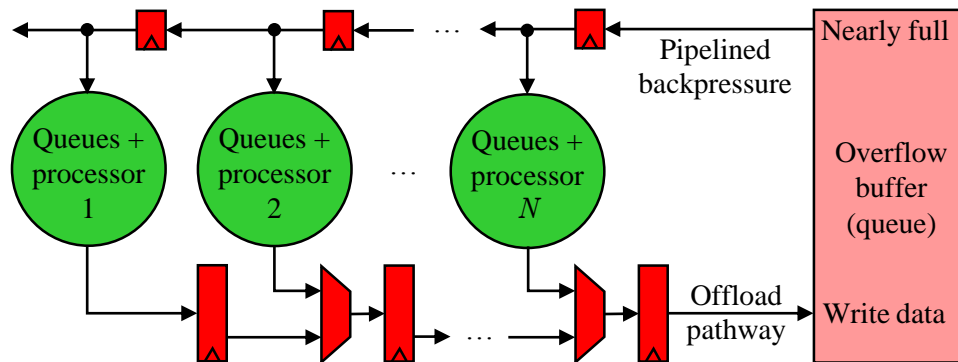 Nearly full
Pipelined
backpressure
...
Queues +
processor
1
Queues +
processor
2
...
Queues +
processor
N
Overflow
buffer
(queue)
Offload
pathway
Write data
...